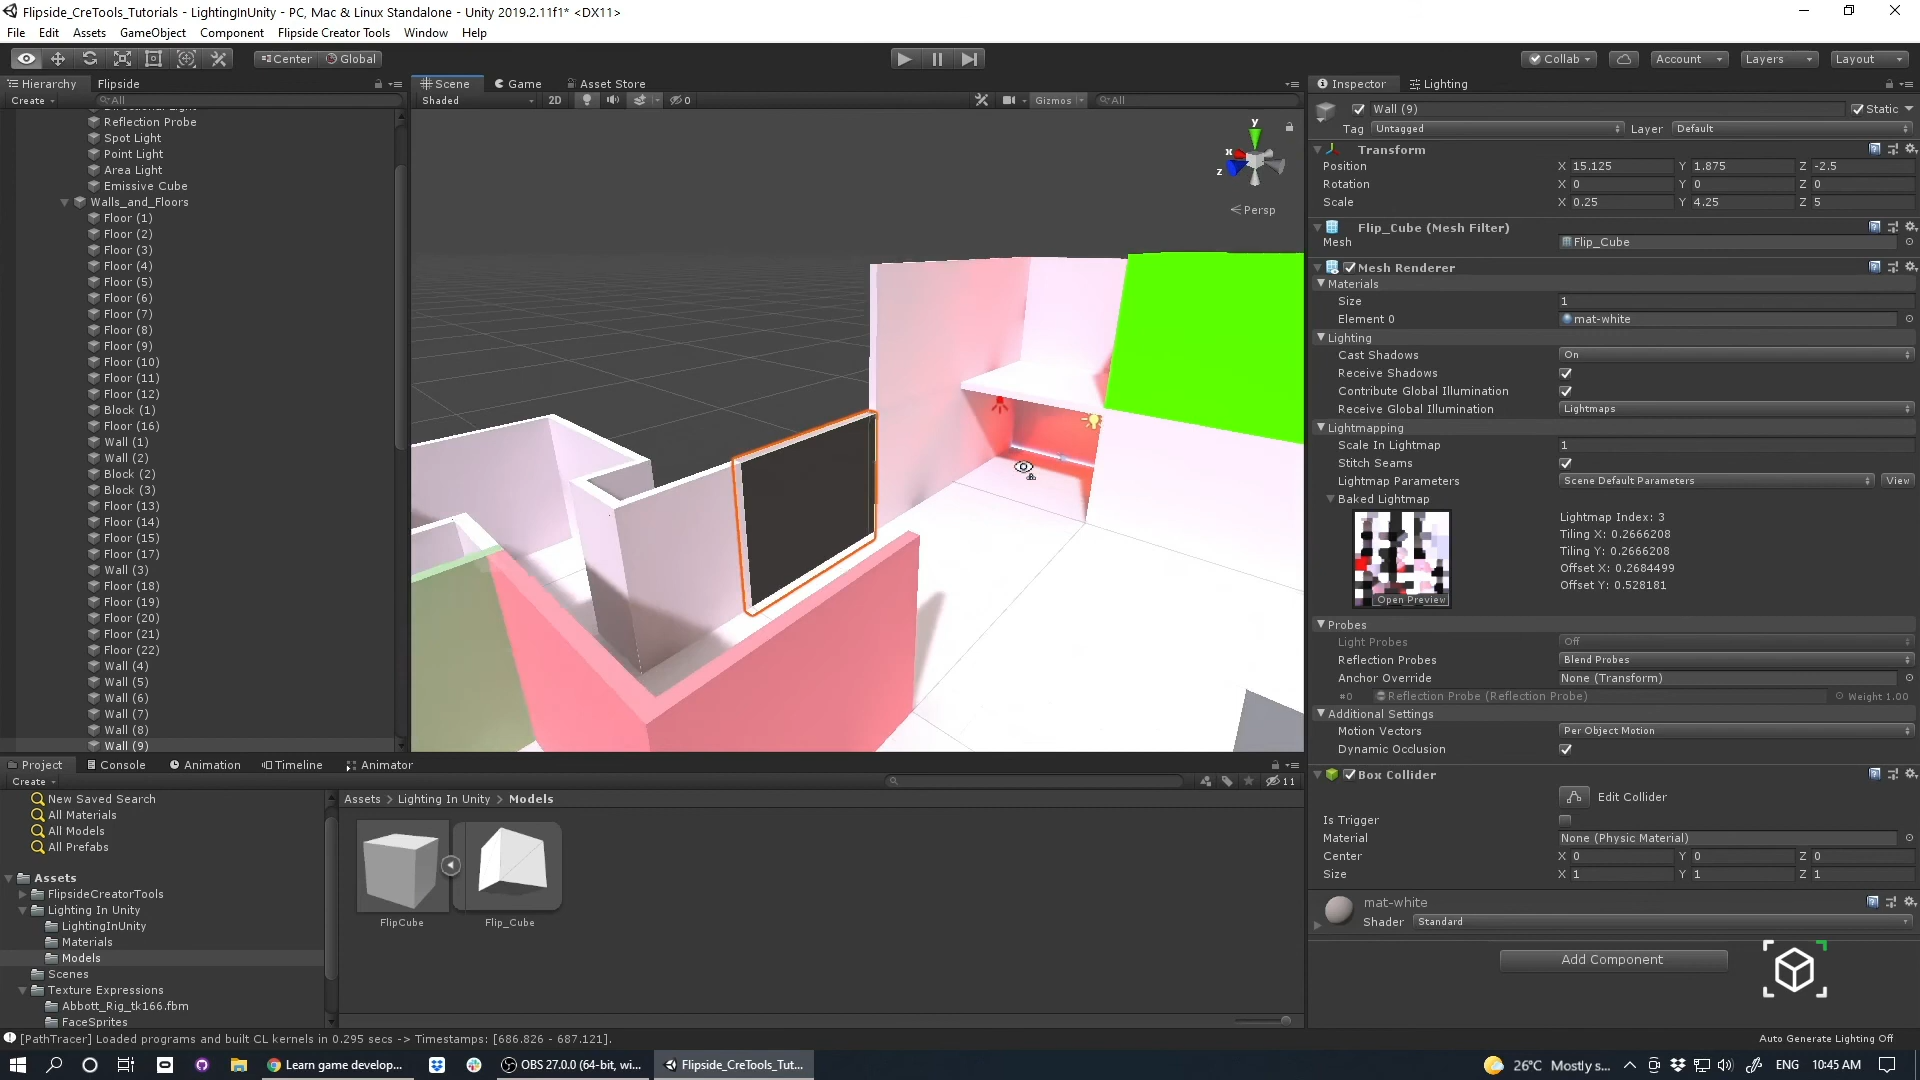 Flipside_CreTools_Tutorials - LightingInUnity - PC, Mac & Linux Standalone - Unity 2019.2.11f1* <DX11>
File Edit Assets GameObject Component Flipside Creator Tools Window Help
Center Global Collab Account Layers Layout
Hierarchy Flipside
Create All
Directional Light
Reflection Probe
Spot Light
Point Light
Area Light
Emissive Cube
Walls_and_Floors
Floor (1)
Floor (2)
Floor (3)
Floor (4)
Floor (5)
Floor (6)
Floor (7)
Floor (8)
Floor (9)
Floor (10)
Floor (11)
Floor (12)
Block (1)
Floor (16)
Wall (1)
Wall (2)
Block (2)
Block (3)
Floor (13)
Floor (14)
Floor (15)
Floor (17)
Wall (3)
Floor (18)
Floor (19)
Floor (20)
Floor (21)
Floor (22)
Wall (4)
Wall (5)
Wall (6)
Wall (7)
Wall (8)
Wall (9)
Scene Game Asset Store
Shaded 2D 0 Gizmos All
y
x
z
Persp
Inspector Lighting
Wall (9) Static
Tag Untagged Layer Default
Transform
Position X 15.125 Y 1.875 Z -2.5
Rotation X 0 Y 0 Z 0
Scale X 0.25 Y 4.25 Z 5
Flip_Cube (Mesh Filter)
Mesh Flip_Cube
Mesh Renderer
Materials
Size 1
Element 0 mat-white
Lighting
Cast Shadows On
Receive Shadows
Contribute Global Illumination
Receive Global Illumination Lightmaps
Lightmapping
Scale In Lightmap 1
Stitch Seams
Lightmap Parameters Scene Default Parameters View
Baked Lightmap
Open Preview
Lightmap Index: 3
Tiling X: 0.2666208
Tiling Y: 0.2666208
Offset X: 0.2684499
Offset Y: 0.528181
Probes
Light Probes Off
Reflection Probes Blend Probes
Anchor Override None (Transform)
#0 Reflection Probe (Reflection Probe) Weight 1.00
Additional Settings
Motion Vectors Per Object Motion
Dynamic Occlusion
Box Collider
Edit Collider
Is Trigger
Material None (Physic Material)
Center X 0 Y 0 Z 0
Size X 1 Y 1 Z 1
mat-white
Shader Standard
Add Component
Project Console Animation Timeline Animator
Create 11
New Saved Search
All Materials
All Models
All Prefabs
Assets
FlipsideCreatorTools
Lighting In Unity
LightingInUnity
Materials
Models
Scenes
Texture Expressions
Abbott_Rig_tk166.fbm
FaceSprites
Assets > Lighting In Unity > Models
FlipCube Flip_Cube
[PathTracer] Loaded programs and built CL kernels in 0.295 secs -> Timestamps: [686.826 - 687.121]. Auto Generate Lighting Off
Learn game develop... OBS 27.0.0 (64-bit, wi... Flipside_CreTools_Tut... 26°C Mostly s... ENG 10:45 AM